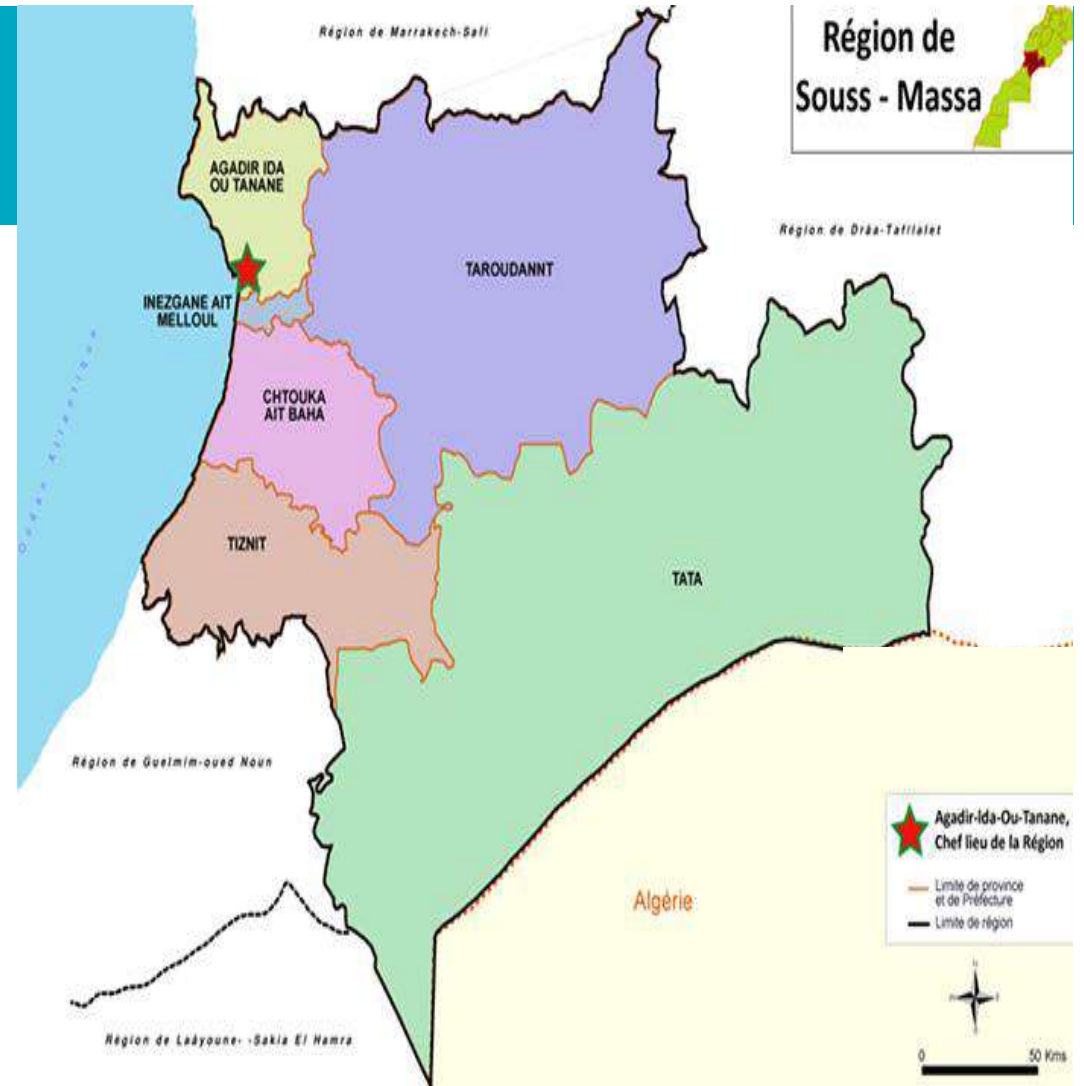 Région de Marrakech-Safi
Région de
Souss - Massa
AGADIR IDA
OU TANANE
Région de Drâa-Tafilalet
TAROUDANNT
INEZGANE AIT
MELLOUL
Océan Atlantique
CHTOUKA
AIT BAHA
TIZNIT
TATA
Région de Guelmim-oued Noun
Agadir-Ida-Ou-Tanane,
Chef lieu de la Région
Limite de province
et de Préfecture
Limite de région
Algérie
N
Région de Laâyoune- -Sakia El Hamra
0 50 Kms